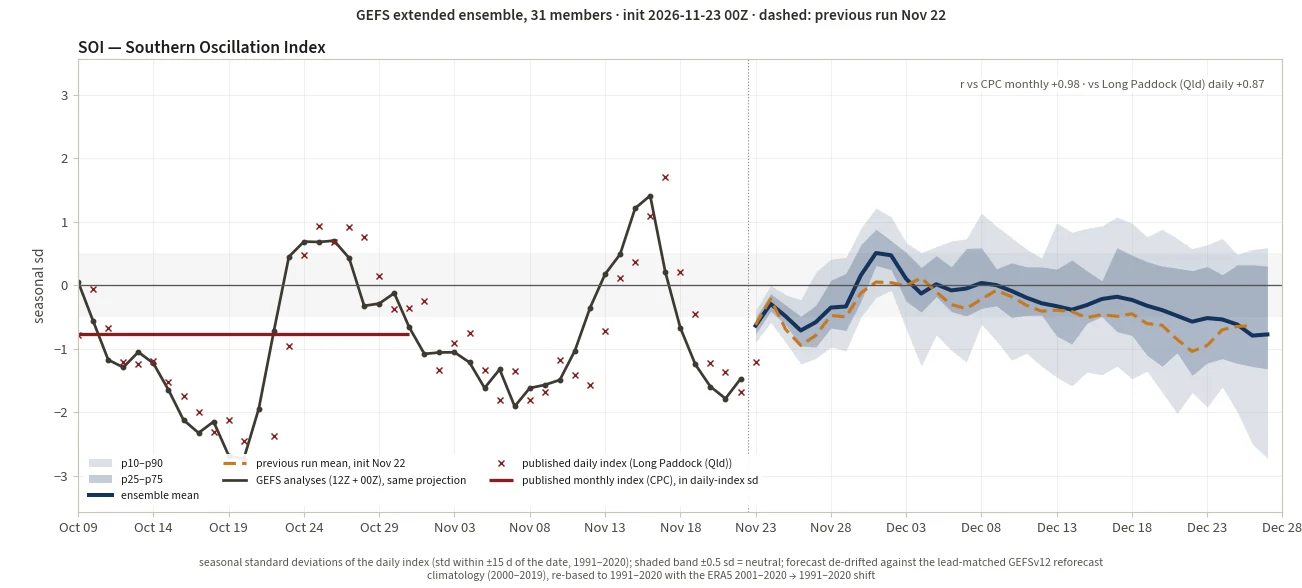 GEFS extended ensemble, 31 members · init 2026-11-23 00Z · dashed: previous run Nov 22
SOI — Southern Oscillation Index
r vs CPC monthly +0.98 · vs Long Paddock (Qld) daily +0.87
seasonal sd
3
2
1
0
−1
−2
−3
p10–p90
p25–p75
ensemble mean
previous run mean, init Nov 22
GEFS analyses (12Z + 00Z), same projection
published daily index (Long Paddock (Qld))
published monthly index (CPC), in daily-index sd
Oct 09 Oct 14 Oct 19 Oct 24 Oct 29 Nov 03 Nov 08 Nov 13 Nov 18 Nov 23 Nov 28 Dec 03 Dec 08 Dec 13 Dec 18 Dec 23 Dec 28
seasonal standard deviations of the daily index (std within ±15 d of the date, 1991–2020); shaded band ±0.5 sd = neutral; forecast de-drifted against the lead-matched GEFSv12 reforecast
climatology (2000–2019), re-based to 1991–2020 with the ERA5 2001–2020 → 1991–2020 shift